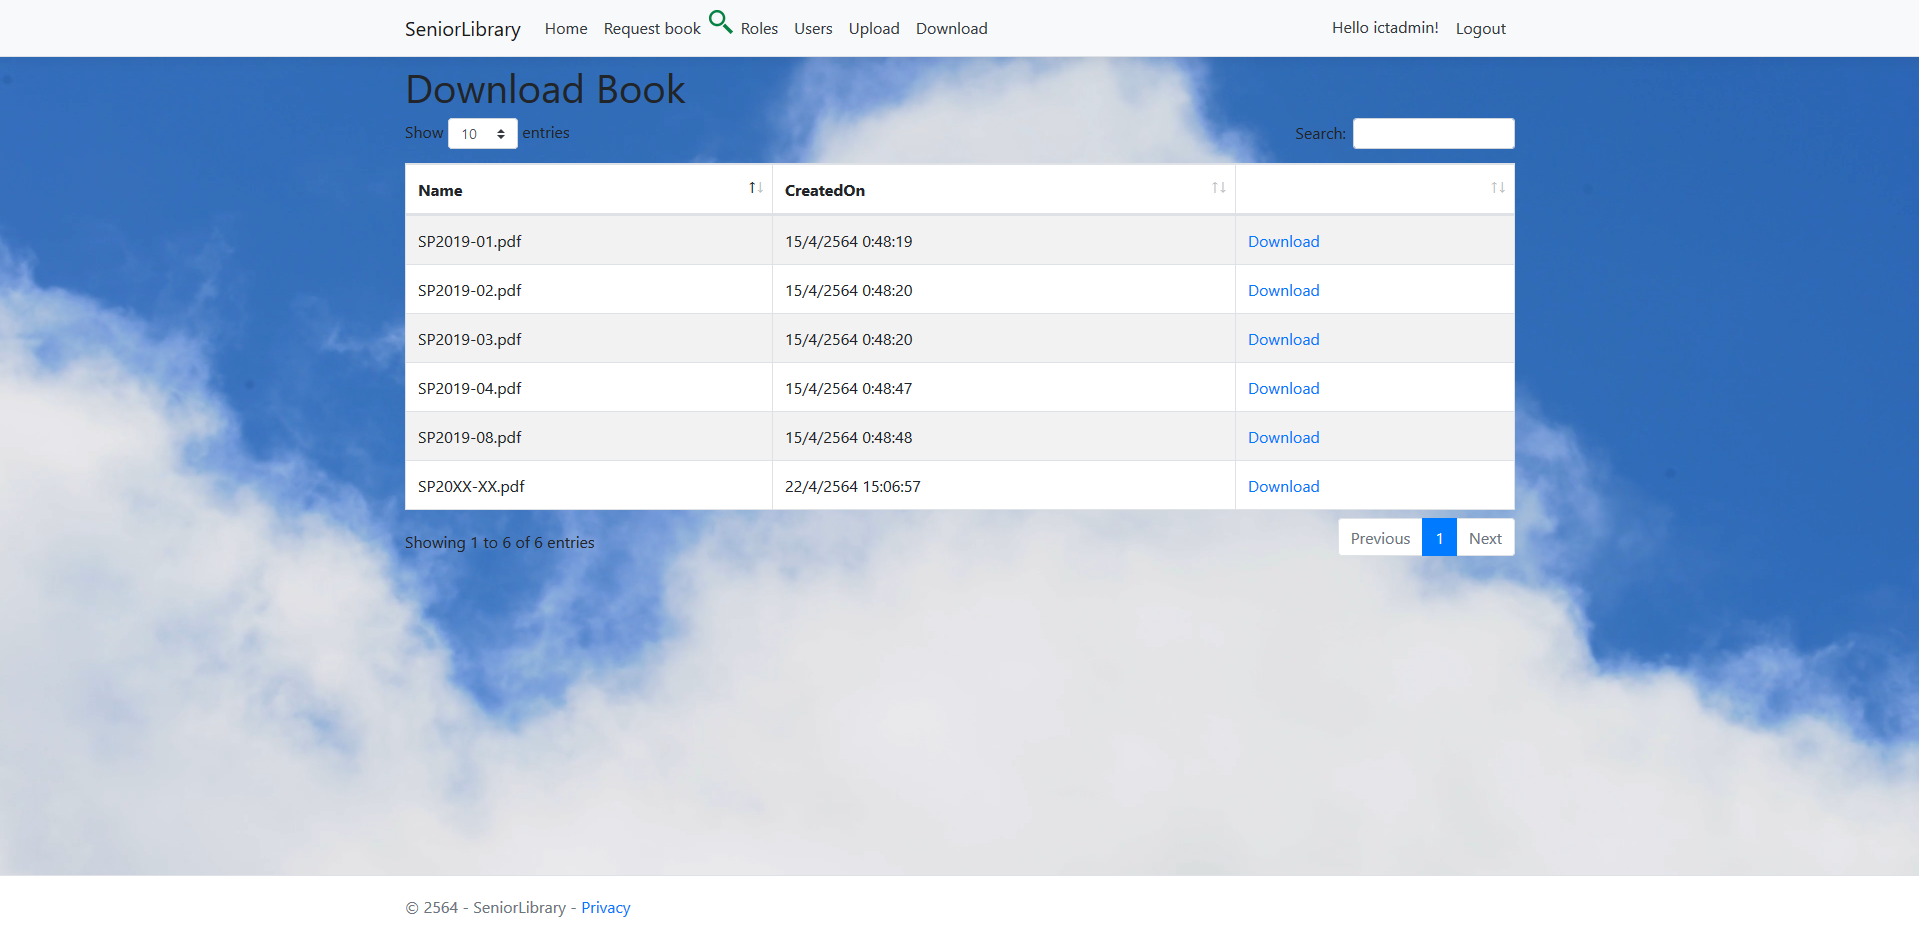 SeniorLibrary Home Request book Roles Users Upload Download Hello ictadmin! Logout
Download Book
Show 10 entries Search:
Name CreatedOn
SP2019-01.pdf 15/4/2564 0:48:19 Download
SP2019-02.pdf 15/4/2564 0:48:20 Download
SP2019-03.pdf 15/4/2564 0:48:20 Download
SP2019-04.pdf 15/4/2564 0:48:47 Download
SP2019-08.pdf 15/4/2564 0:48:48 Download
SP20XX-XX.pdf 22/4/2564 15:06:57 Download
Showing 1 to 6 of 6 entries Previous 1 Next
© 2564 - SeniorLibrary - Privacy